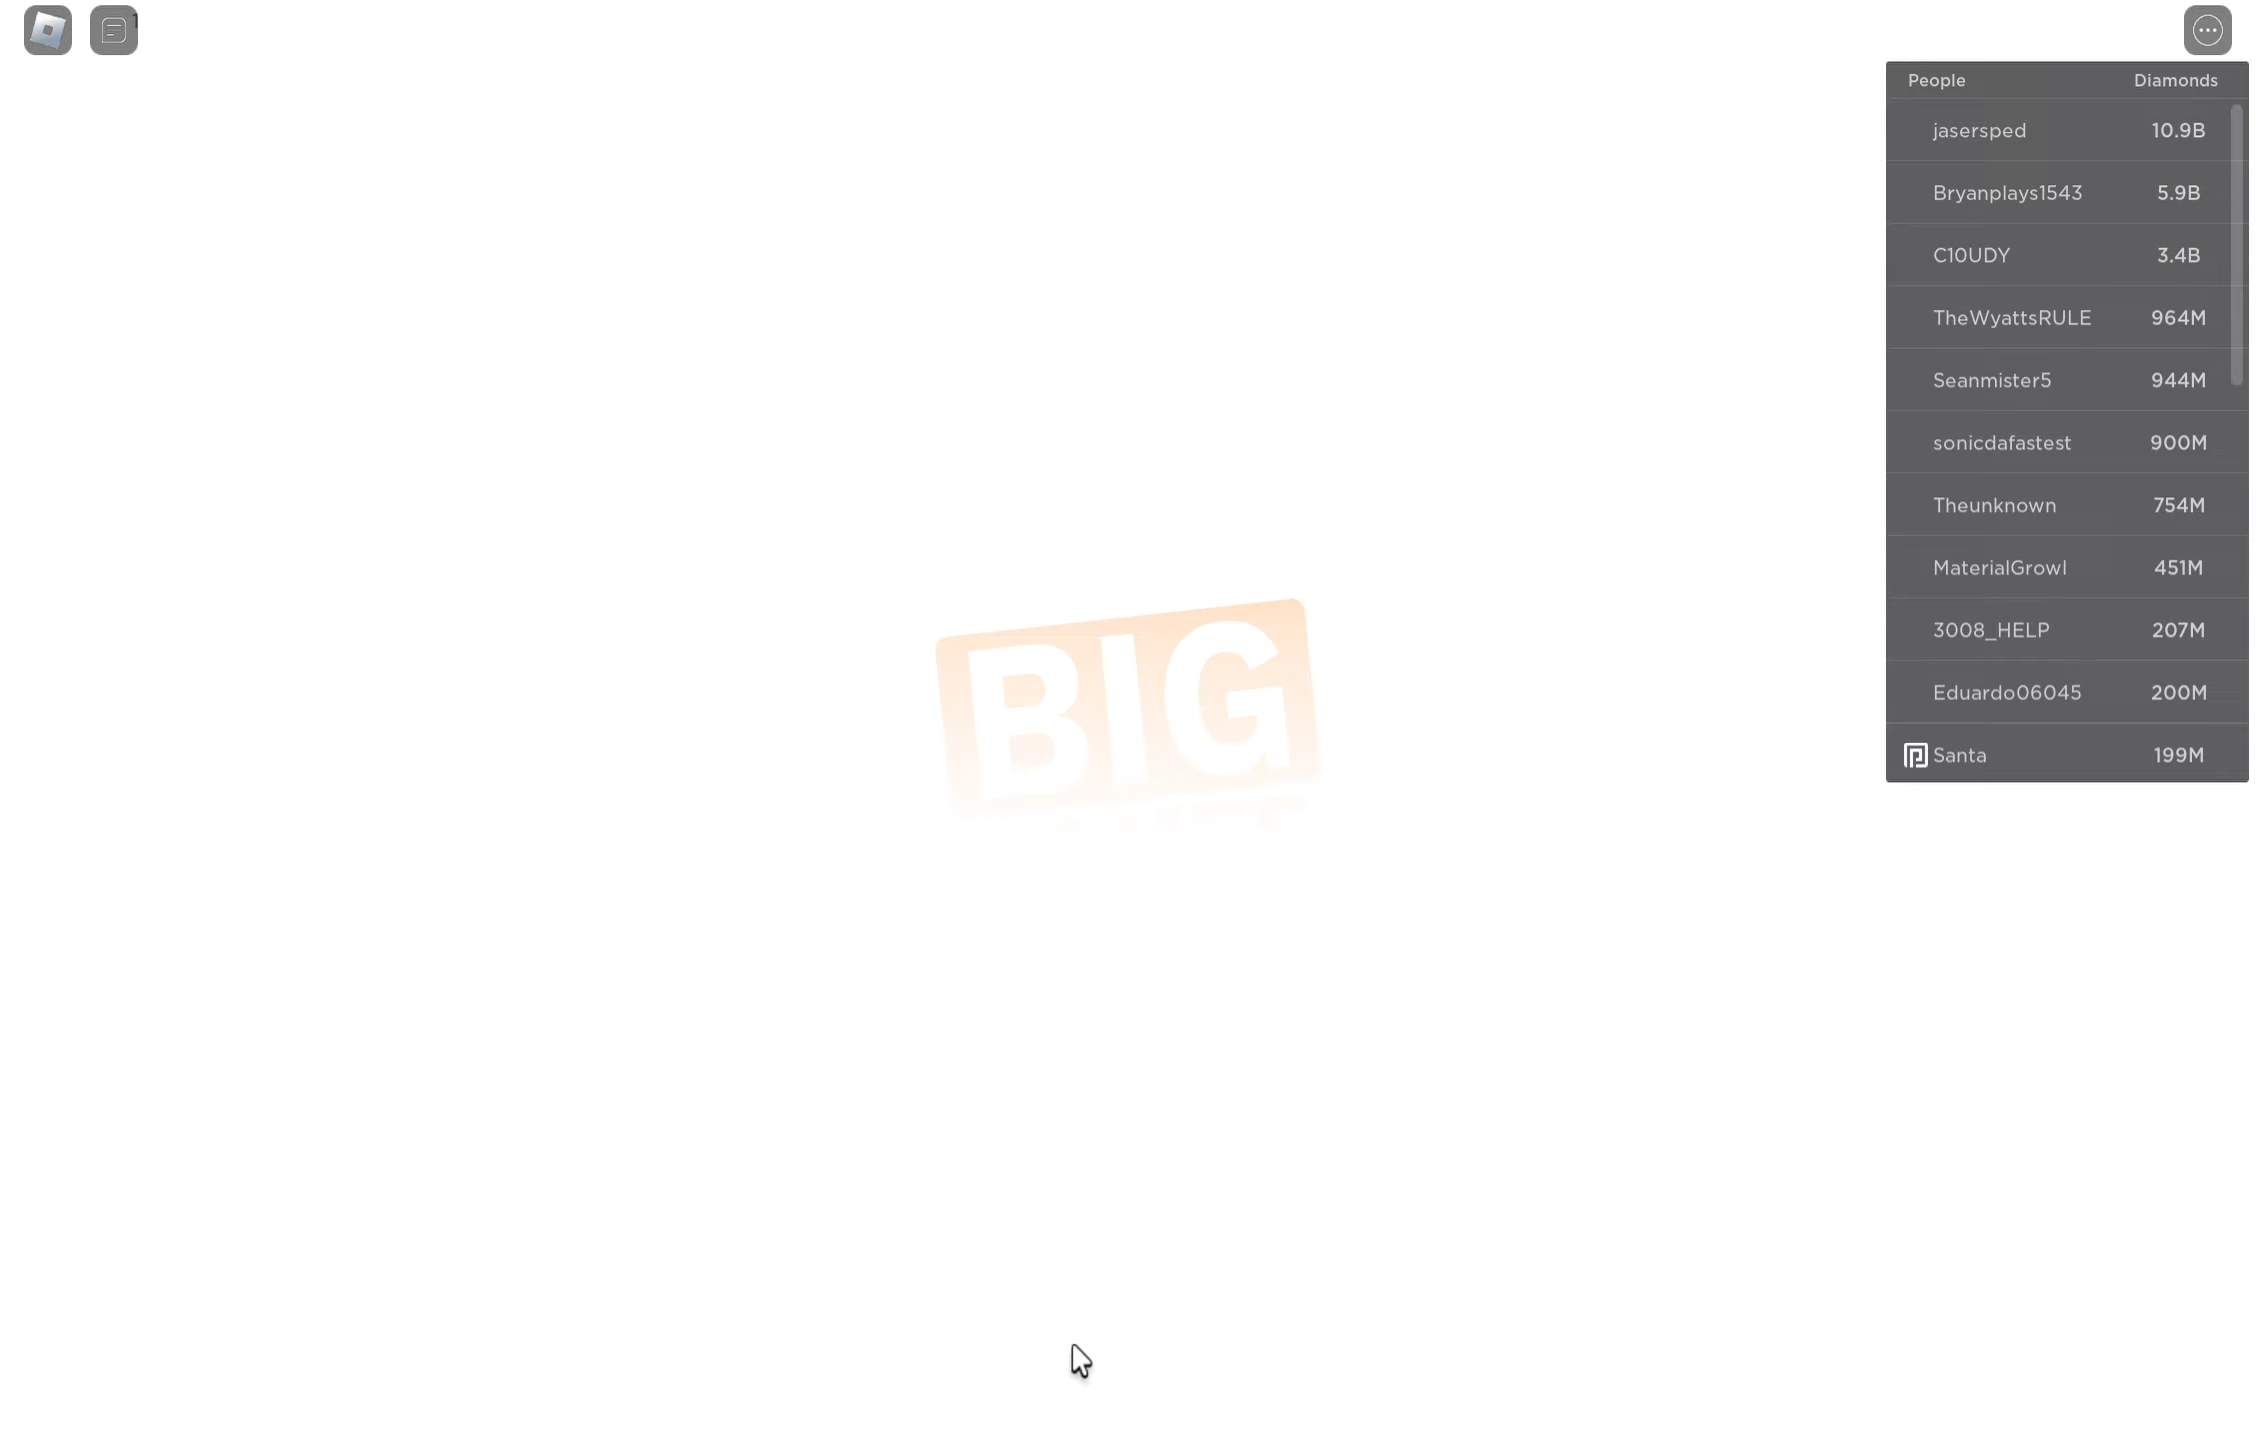 1
People Diamonds
jasersped 10.9B
Bryanplays1543 5.9B
C10UDY 3.4B
TheWyattsRULE 964M
Seanmister5 944M
sonicdafastest 900M
Theunknown 754M
MaterialGrowl 451M
3008_HELP 207M
Eduardo06045 200M
Santa 199M
BIG